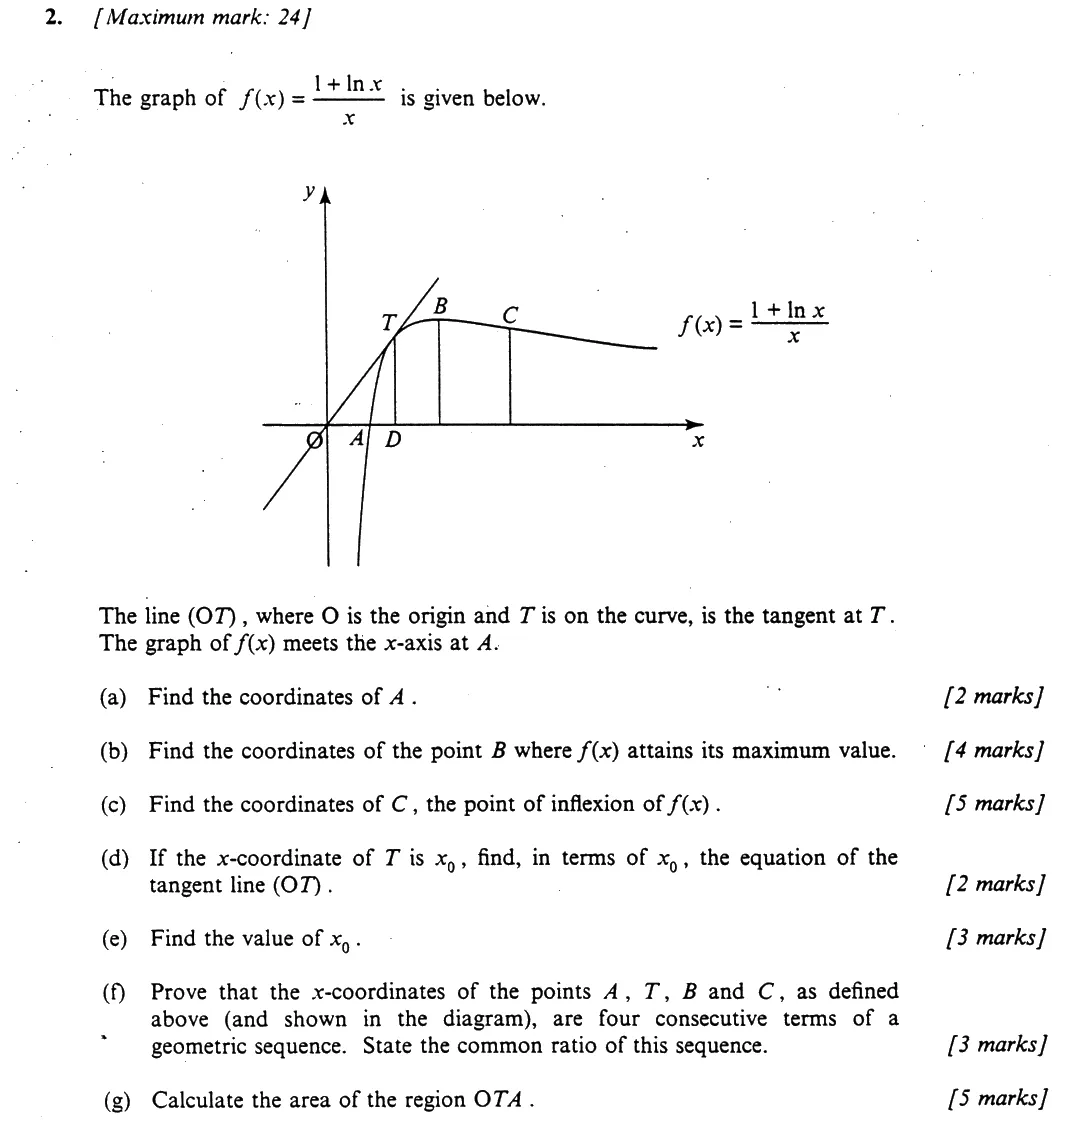 2. [Maximum mark: 24]
The graph of f(x) = (1 + ln x)/x is given below.
y
T B C
f(x) = (1 + ln x)/x
O A D x
The line (OT), where O is the origin and T is on the curve, is the tangent at T.
The graph of f(x) meets the x-axis at A.
(a) Find the coordinates of A. [2 marks]
(b) Find the coordinates of the point B where f(x) attains its maximum value. [4 marks]
(c) Find the coordinates of C, the point of inflexion of f(x). [5 marks]
(d) If the x-coordinate of T is x₀, find, in terms of x₀, the equation of the
tangent line (OT). [2 marks]
(e) Find the value of x₀. [3 marks]
(f) Prove that the x-coordinates of the points A, T, B and C, as defined
above (and shown in the diagram), are four consecutive terms of a
geometric sequence. State the common ratio of this sequence. [3 marks]
(g) Calculate the area of the region OTA. [5 marks]